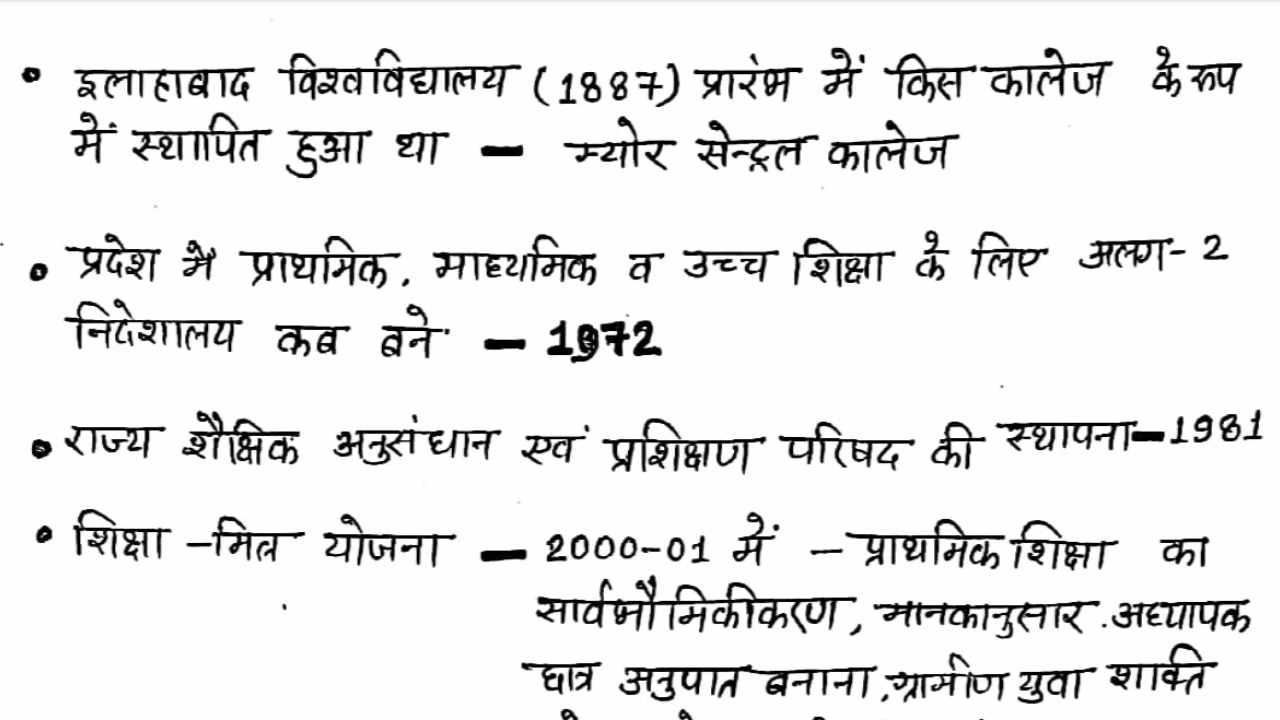 • इलाहाबाद विश्वविद्यालय (1887) प्रारंभ में किस कालेज के रुप
में स्थापित हुआ था – म्योर सेन्ट्रल कालेज
• प्रदेश मे प्राथमिक, माध्यमिक व उच्च शिक्षा के लिए अलग-2
निदेशालय कब बने – 1972
• राज्य शैक्षिक अनुसंधान एवं प्रशिक्षण परिषद की स्थापना – 1981
• शिक्षा - मित्र योजना – 2000-01 में – प्राथमिक शिक्षा का
सार्वभौमिकीकरण, मानकानुसार अध्यापक
छात्र अनुपात बनाना, ग्रामीण युवा शक्ति